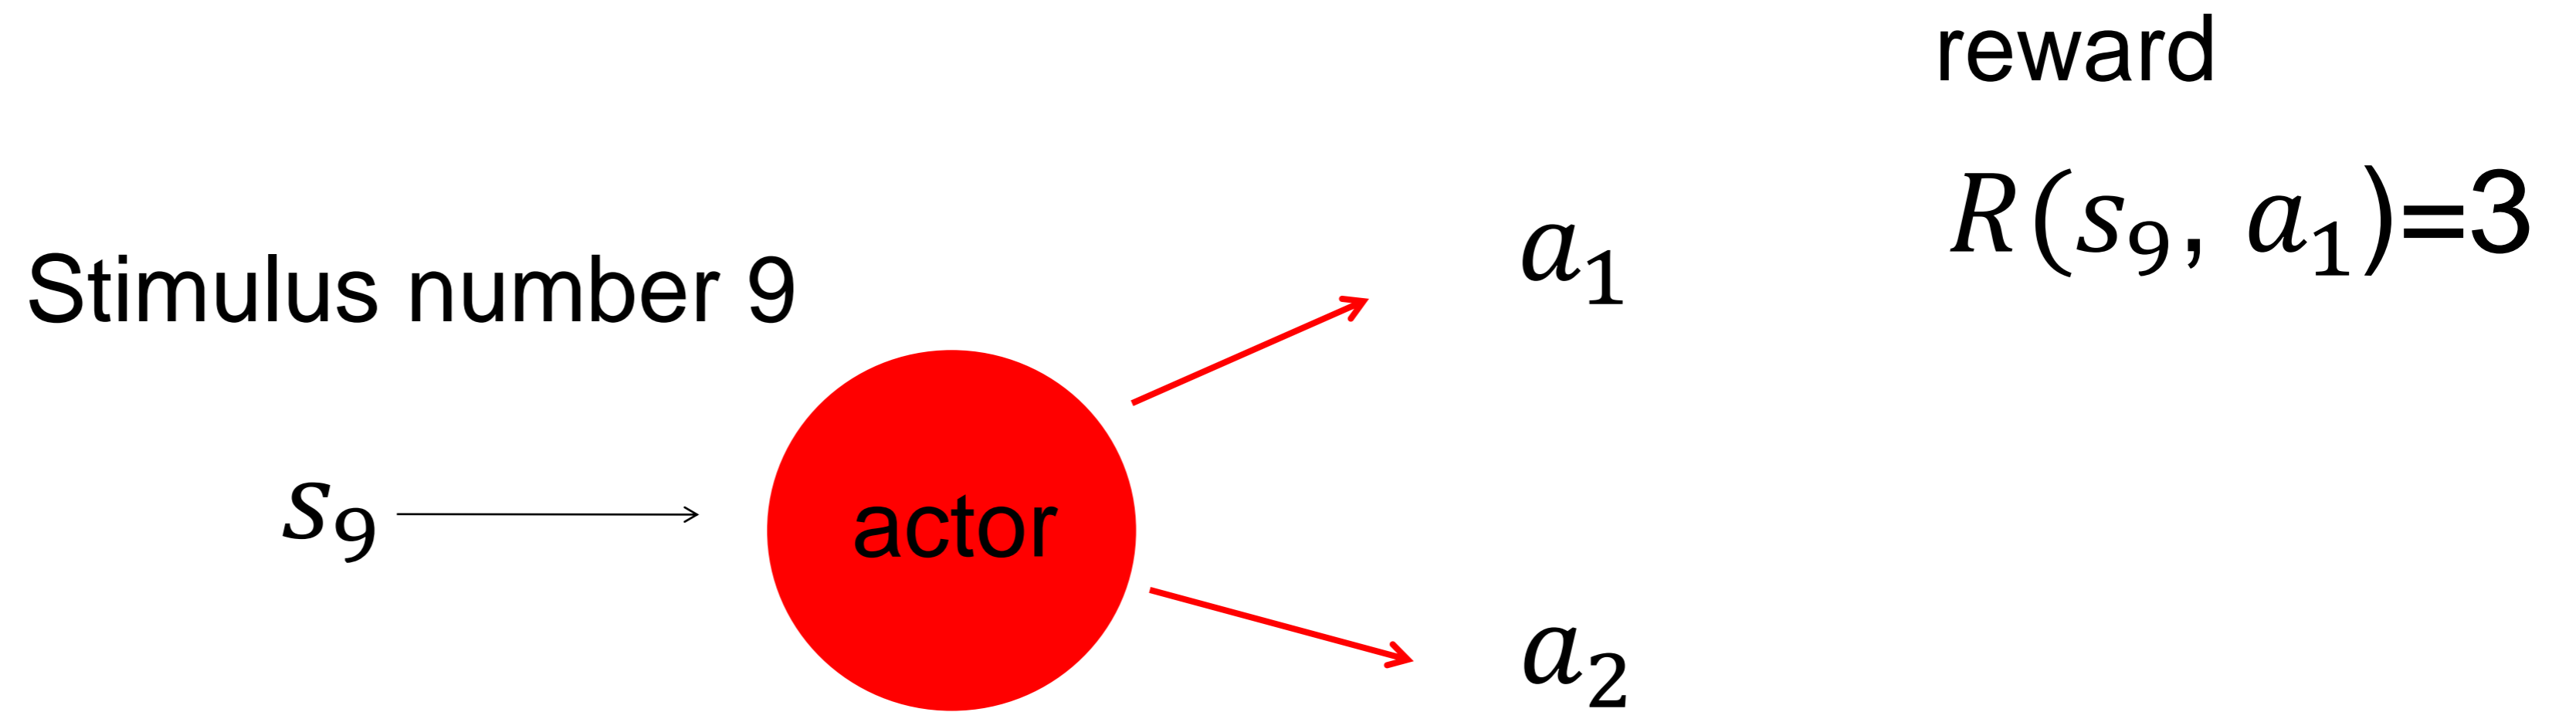 reward
R(s₉, a₁)=3
a₁
Stimulus number 9
s₉
actor
a₂